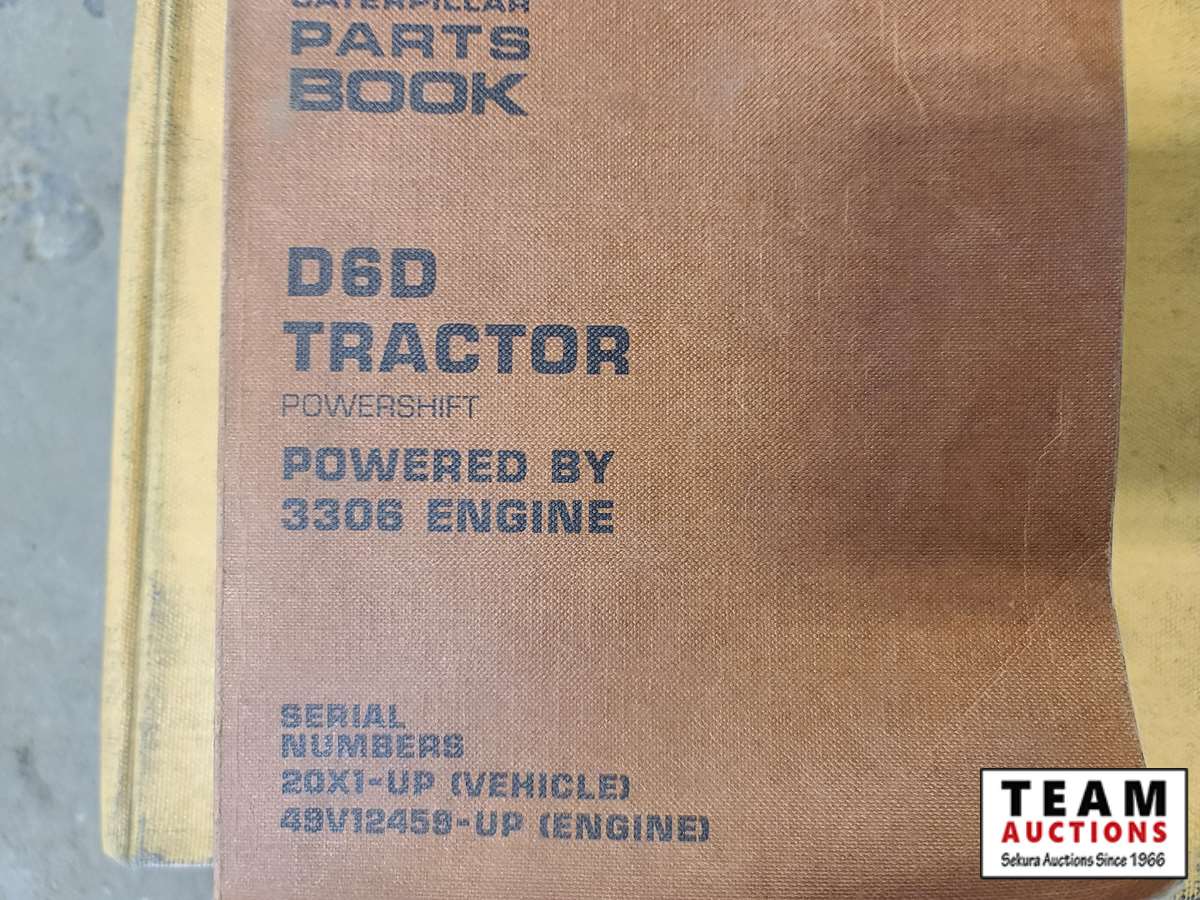 CATERPILLAR
PARTS
BOOK
D6D
TRACTOR
POWERSHIFT
POWERED BY
3306 ENGINE
SERIAL
NUMBERS
20X1-UP (VEHICLE)
49V12459-UP (ENGINE)
TEAM
AUCTIONS
Sekura Auctions Since 1966